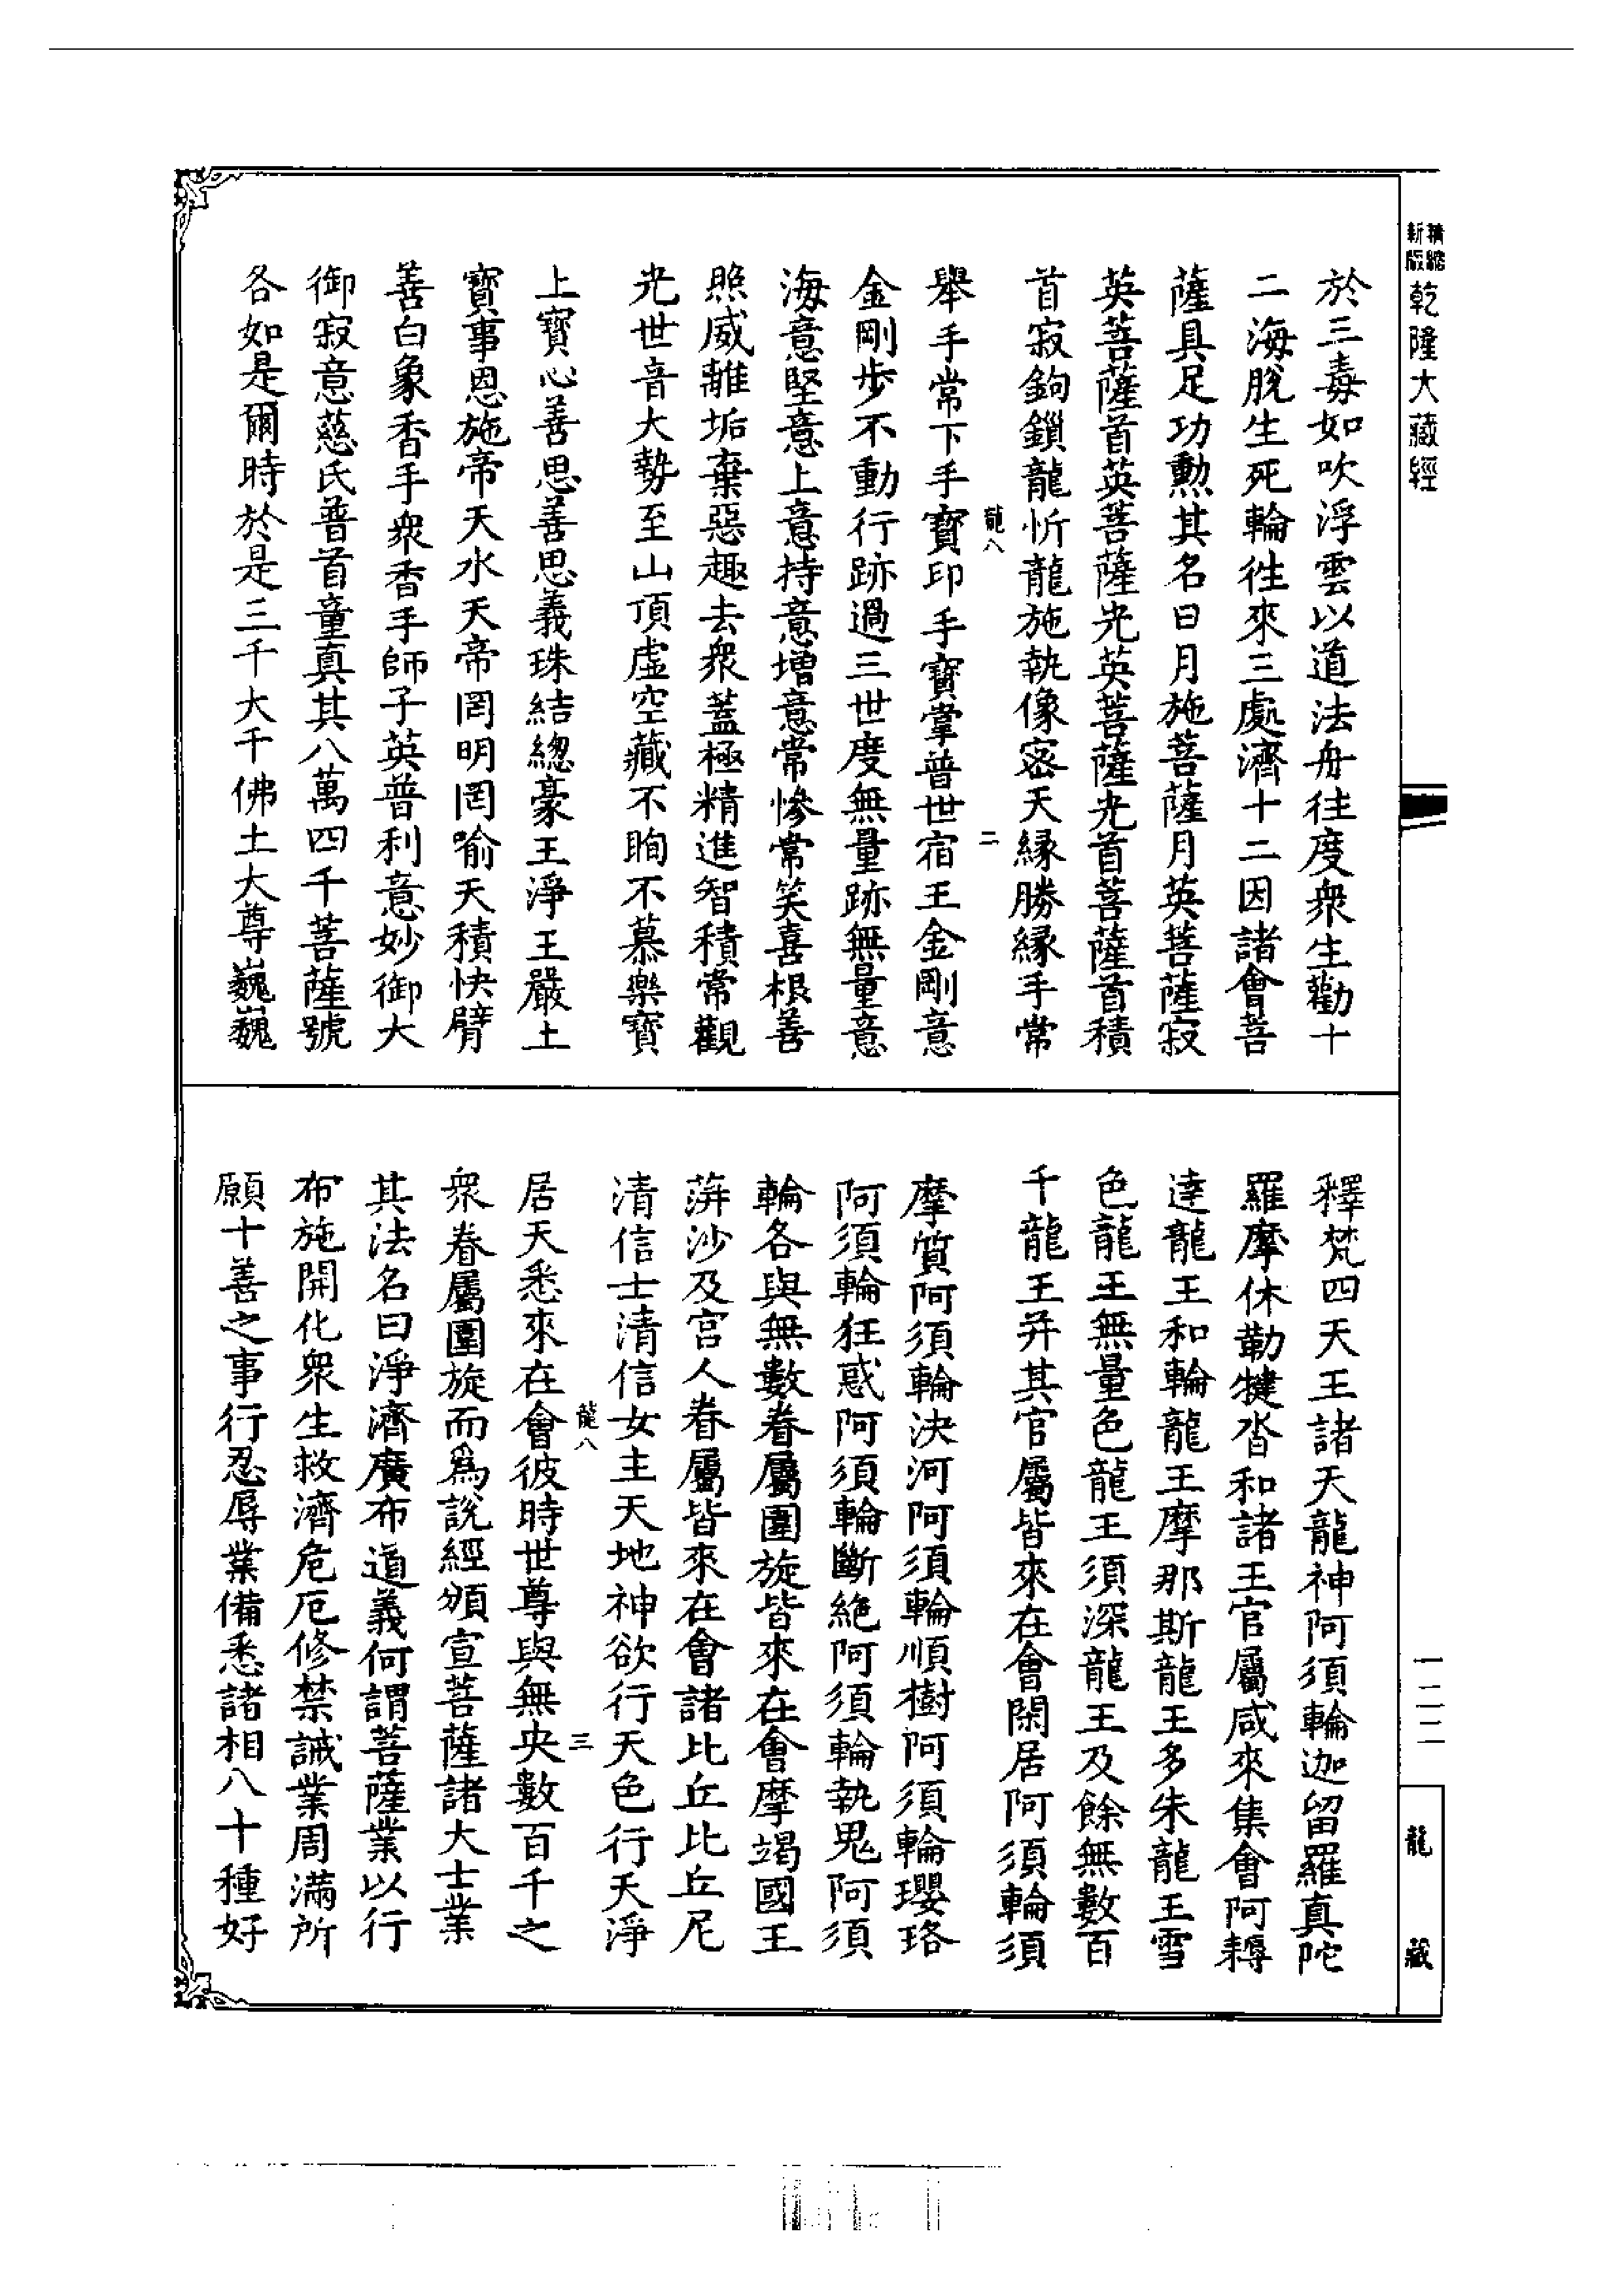 精縮
新版
乾隆大藏經
於三毒如吹浮雲以道法舟往度衆生勸十
二海脫生死輪徃來三處濟十二因諸會菩
薩具足功勲其名曰月施菩薩月英菩薩寂
英菩薩首英菩薩光英菩薩光首菩薩首積
首寂鉤鎖龍忻龍施執像密天縁勝縁手常
龍八
二
舉手常下手寶印手寶掌普世宿王金剛意
金剛步不動行跡過三世度無量跡無量意
海意堅意上意持意增意常慘常笑喜根善
照威離垢棄惡趣去衆蓋極精進智積常觀
光世音大勢至山頂虛空藏不眴不慕樂寶
上寶心善思善思義珠結總豪王淨王嚴土
寶事恩施帝天水天帝罔明罔喻天積快臂
善白象香手衆香手師子英普利意妙御大
御寂意慈氏普首童真其八萬四千菩薩號
各如是爾時於是三千大千佛土大尊巍巍
釋梵四天王諸天龍神阿須輪迦留羅真陀
羅摩休勒犍沓和諸王官屬咸來集會阿耨
達龍王和輪龍王摩那斯龍王多朱龍王雪
色龍王無量色龍王須深龍王及餘無數百
千龍王并其官屬皆來在會閑居阿須輪須
摩質阿須輪決河阿須輪順樹阿須輪瓔珞
阿須輪狂惑阿須輪斷絶阿須輪執鬼阿須
輪各與無數眷屬圍旋皆來在會摩竭國王
蓱沙及宫人眷屬皆來在會諸比丘比丘尼
清信士清信女主天地神欲行天色行天淨
龍八
三
居天悉來在會彼時世尊與無央數百千之
衆眷屬圍旋而爲說經頒宣菩薩諸大士業
其法名曰淨濟廣布道義何謂菩薩業以行
布施開化衆生救濟危厄修禁誡業周滿所
願十善之事行忍辱業備悉諸相八十種好
一二二
龍藏